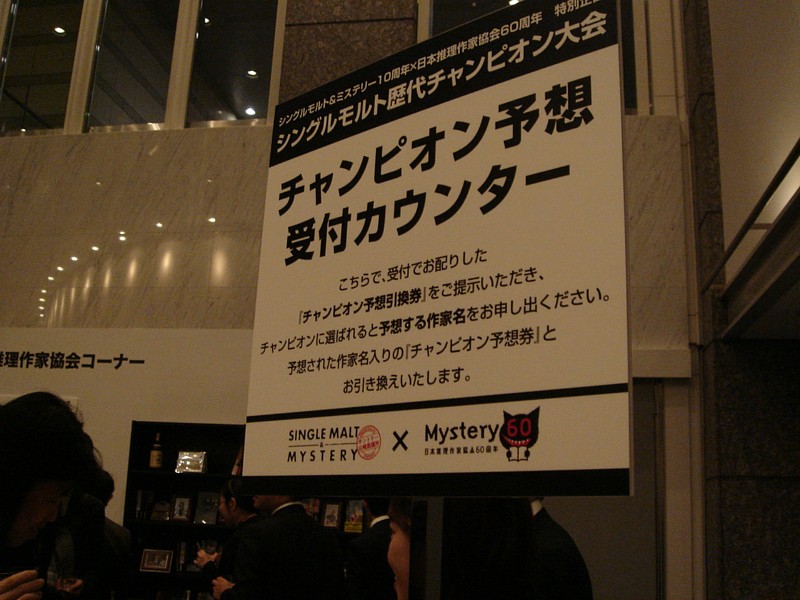 シングルモルト&ミステリー10周年×日本推理作家協会60周年 特別企画
シングルモルト歴代チャンピオン大会
チャンピオン予想
受付カウンター
こちらで、受付でお配りした
『チャンピオン予想引換券』をご提示いただき、
チャンピオンに選ばれると予想する作家名をお申し出ください。
予想された作家名入りの『チャンピオン予想券』と
お引き換えいたします。
SINGLE MALT
&
MYSTERY
×
Mystery 60
日本推理作家協会60周年
推理作家協会コーナー